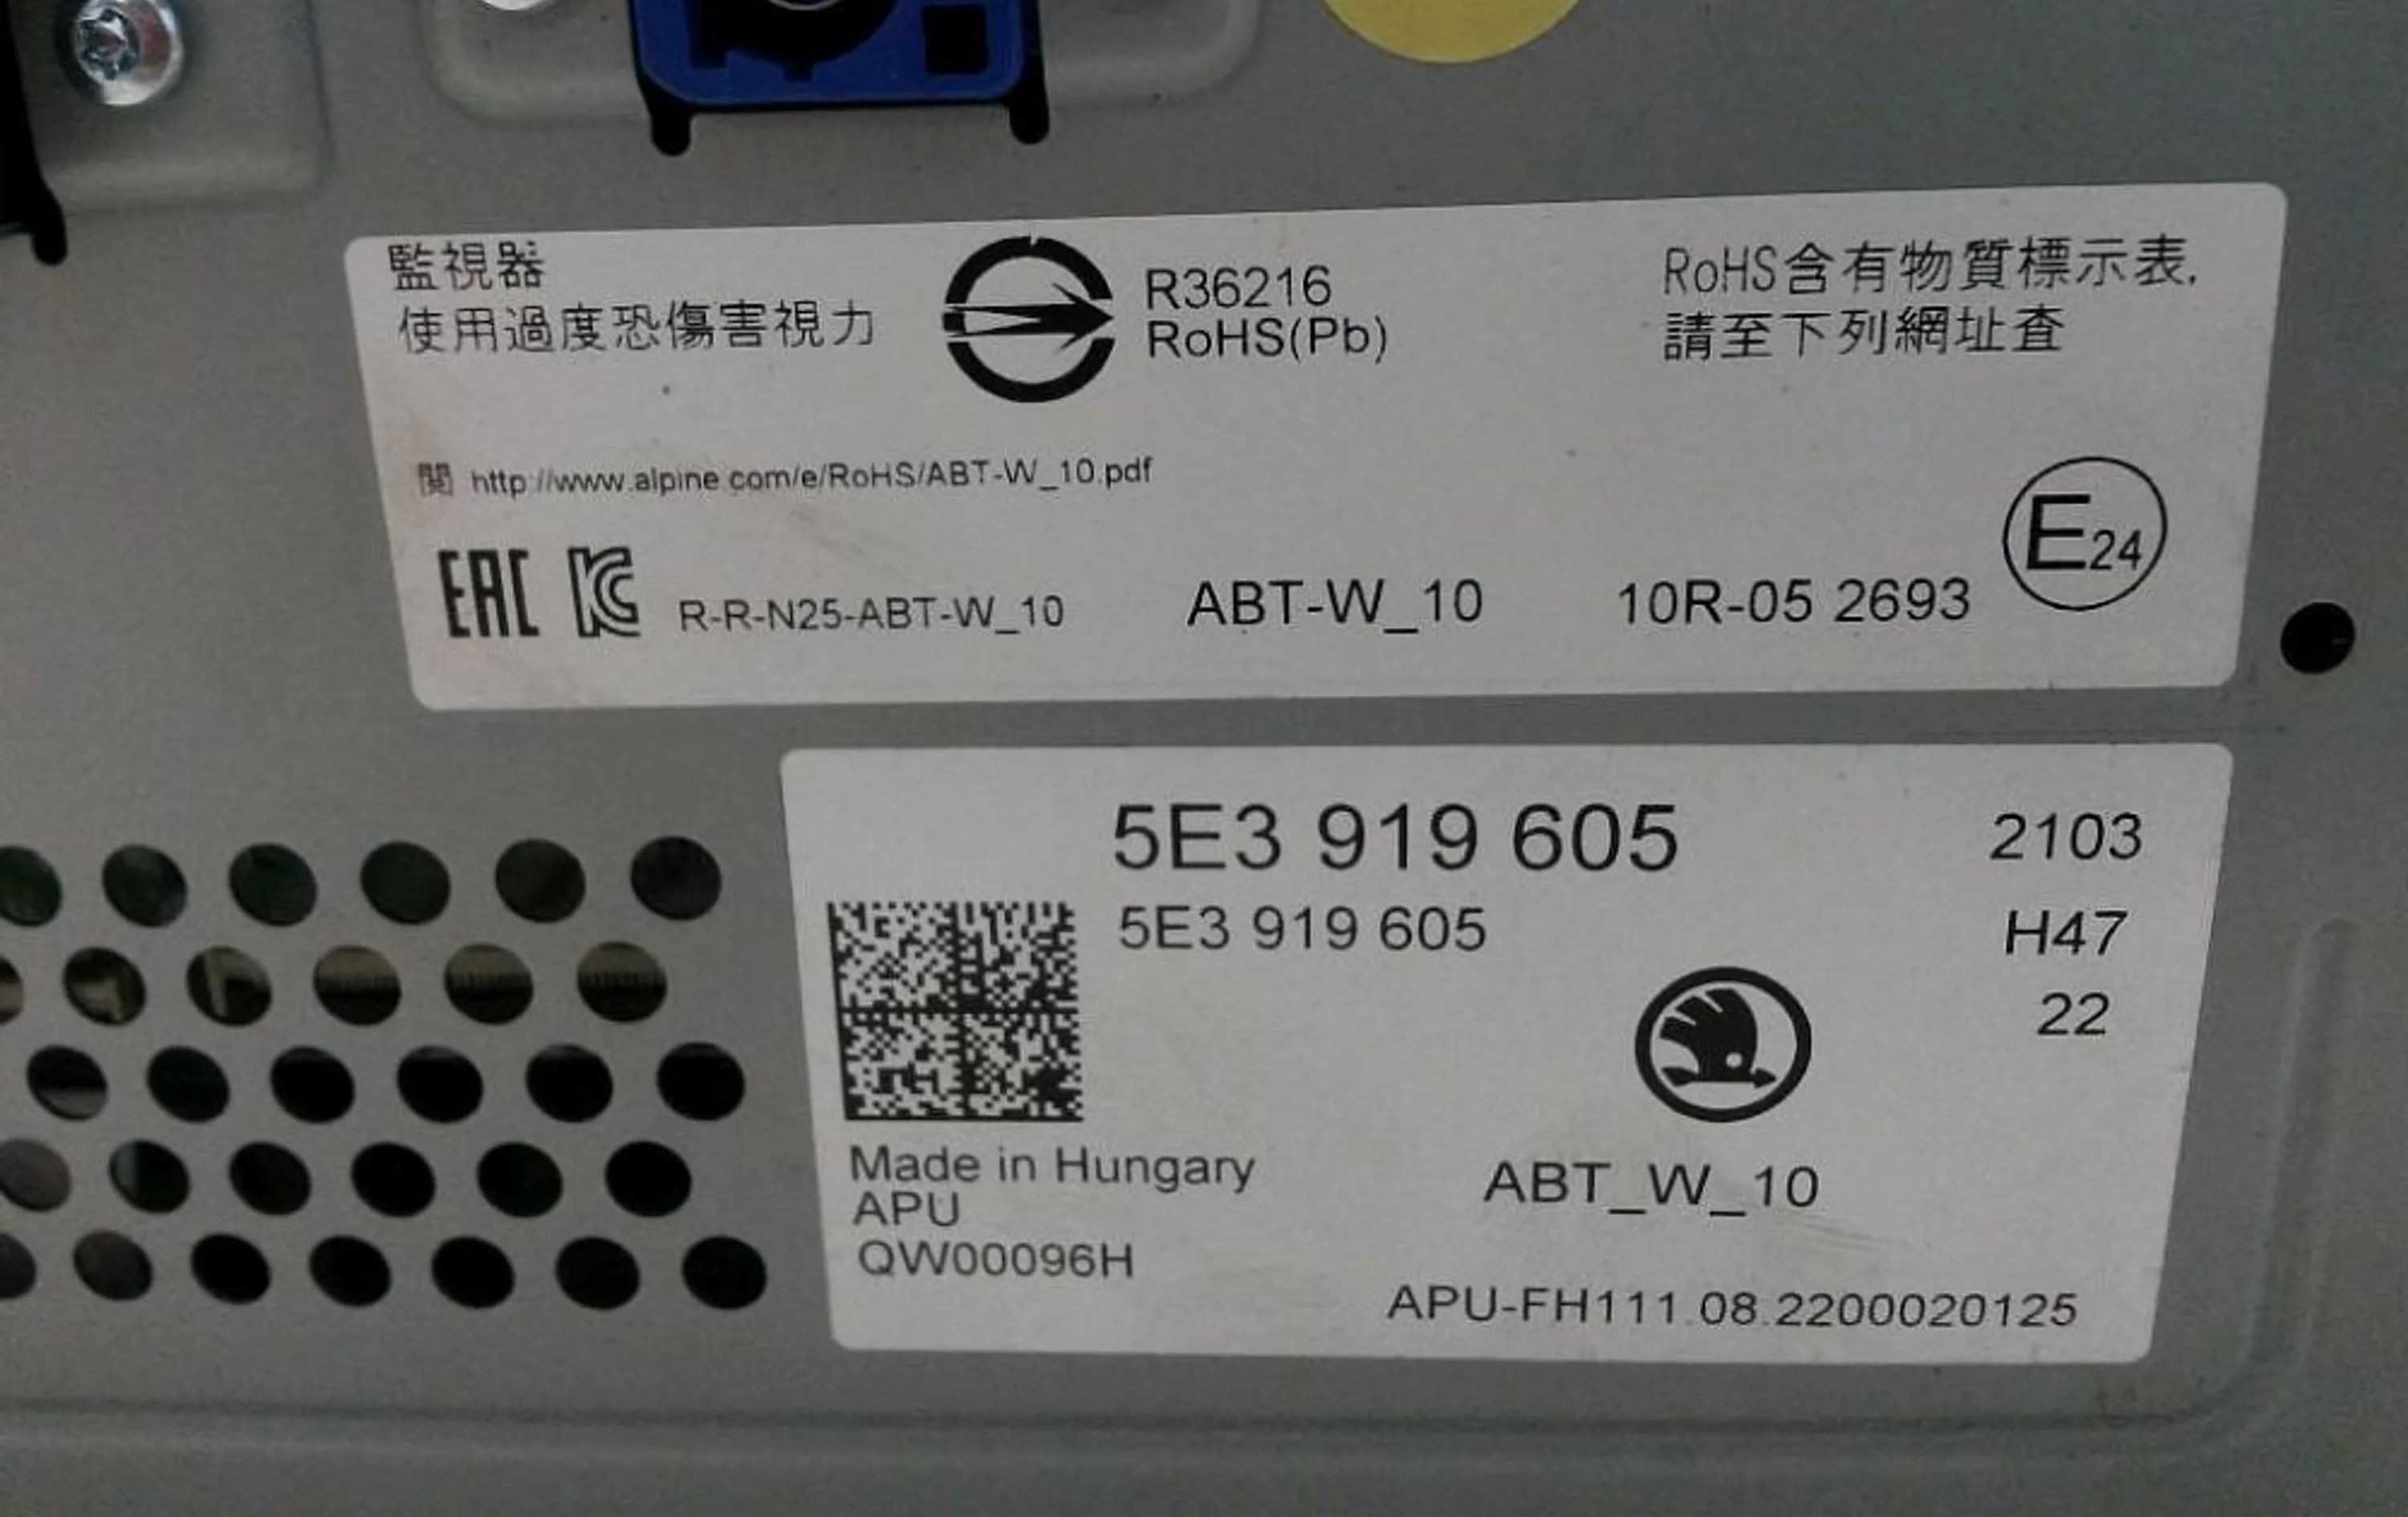 監視器
使用過度恐傷害視力
R36216
RoHS(Pb)
RoHS含有物質標示表,
請至下列網址查
閱 http://www.alpine.com/e/RoHS/ABT-W_10.pdf
EAC KC R-R-N25-ABT-W_10 ABT-W_10 10R-05 2693 E24
5E3 919 605 2103
5E3 919 605 H47
22
Made in Hungary
APU
QW00096H
ABT_W_10
APU-FH111.08.2200020125